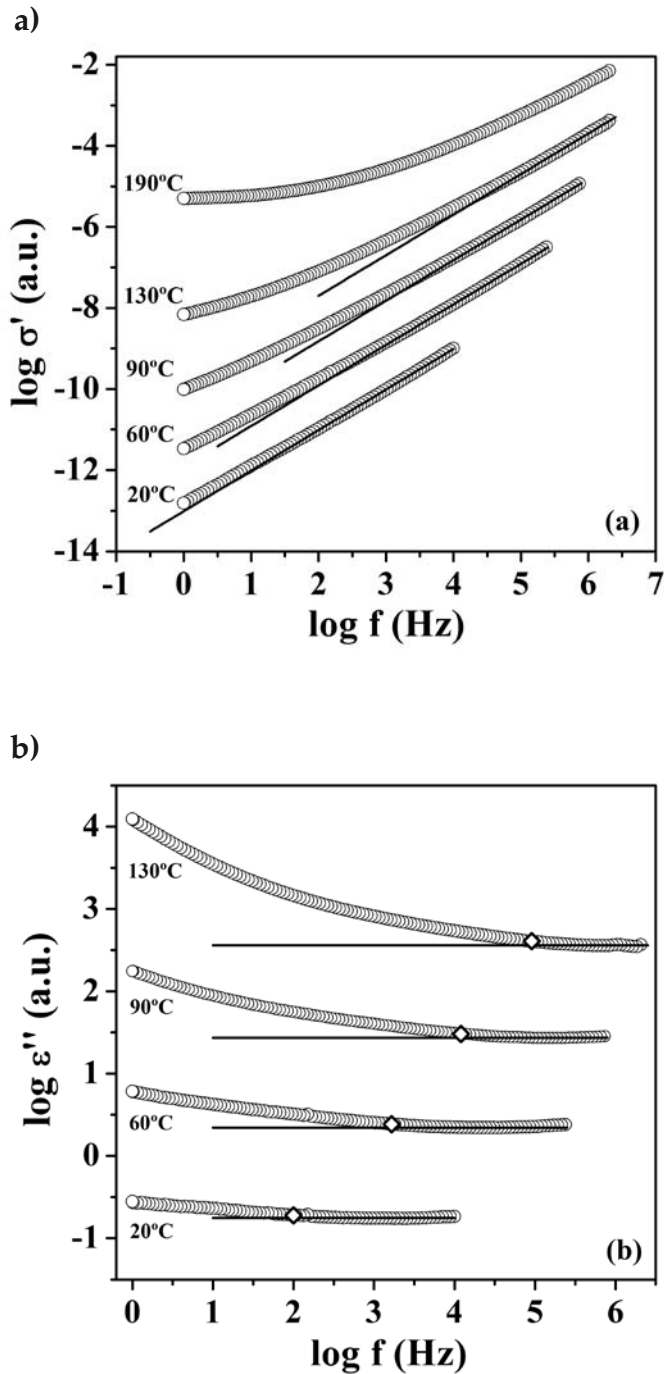 a)
-2
-4
-6
-8
-10
-12
-14
log σ' (a.u.)
190ºC
130ºC
90ºC
60ºC
20ºC
(a)
-1 0 1 2 3 4 5 6 7
log f (Hz)
b)
4
3
2
1
0
-1
log ε'' (a.u.)
130ºC
90ºC
60ºC
20ºC
(b)
0 1 2 3 4 5 6
log f (Hz)